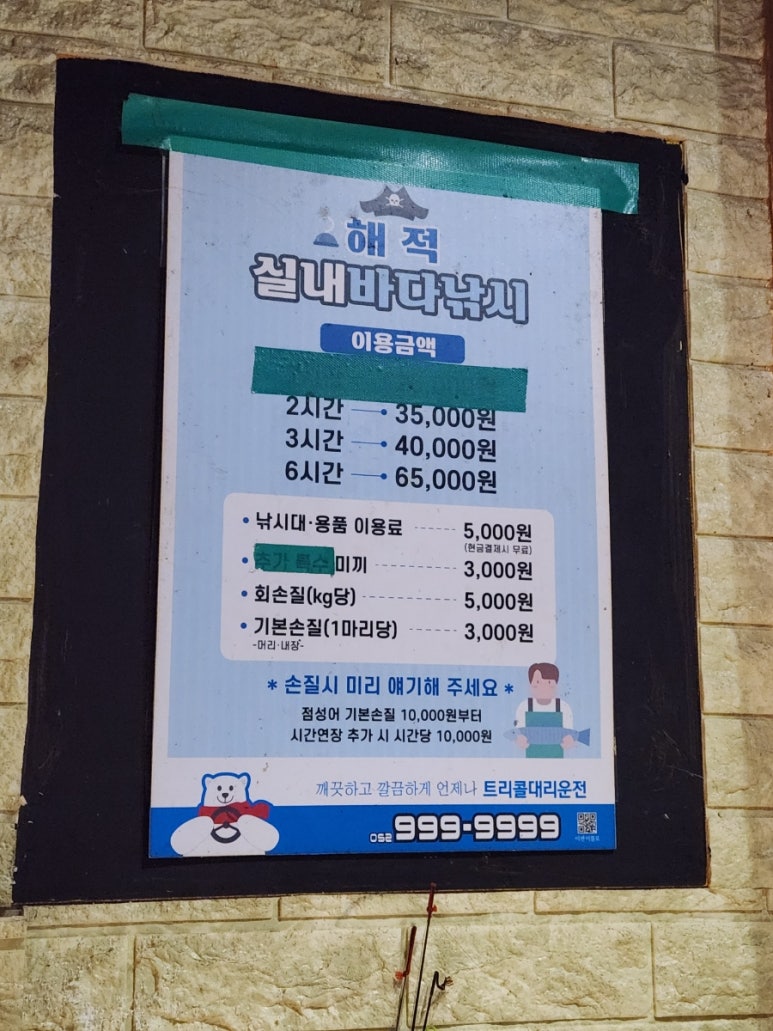 해적
실내바다낚시
이용금액
2시간 35,000원
3시간 40,000원
6시간 65,000원
• 낚시대·용품 이용료 ------ 5,000원
(현금결제시 무료)
• 추가 특수 미끼 ------ 3,000원
• 회손질(kg당) ------ 5,000원
• 기본손질(1마리당) ------ 3,000원
-머리·내장-
* 손질시 미리 얘기해 주세요 *
점성어 기본손질 10,000원부터
시간연장 추가 시 시간당 10,000원
깨끗하고 깔끔하게 언제나 트리콜대리운전
052 999-9999